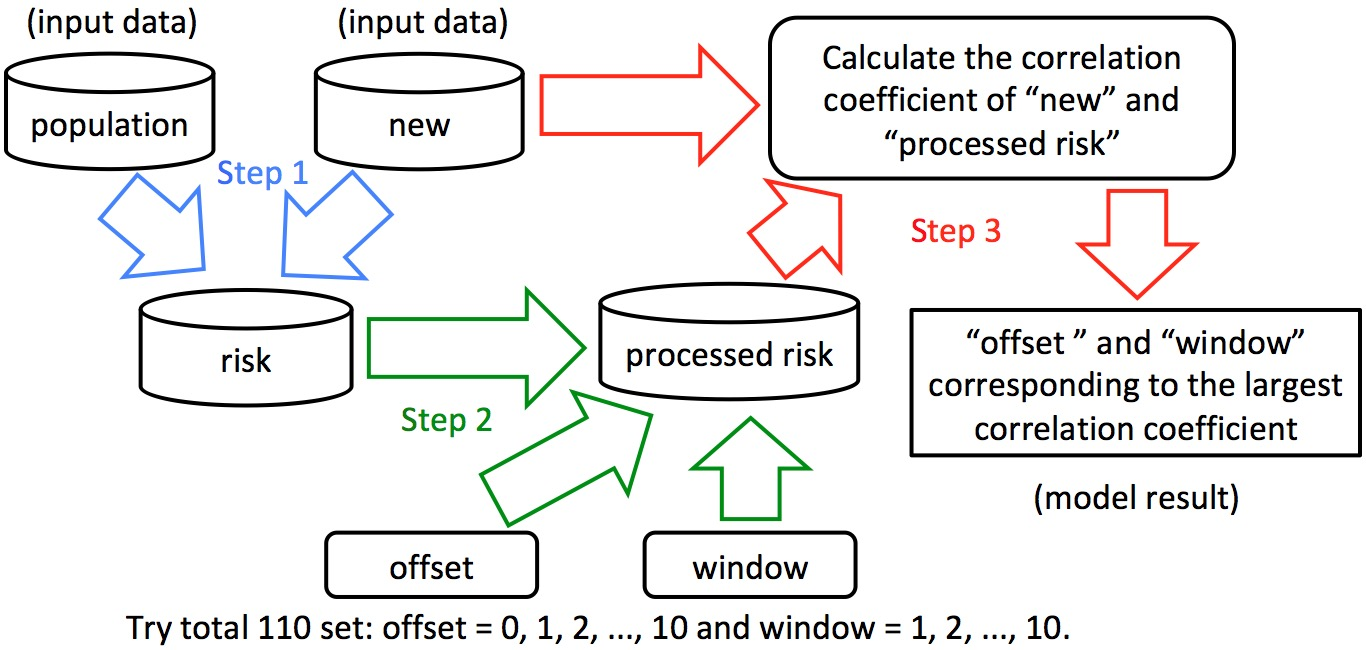 (input data)
(input data)
population
new
Calculate the correlation
coefficient of “new” and
“processed risk”
Step 1
Step 3
risk
processed risk
“offset ” and “window”
corresponding to the largest
correlation coefficient
Step 2
(model result)
offset
window
Try total 110 set: offset = 0, 1, 2, ..., 10 and window = 1, 2, ..., 10.